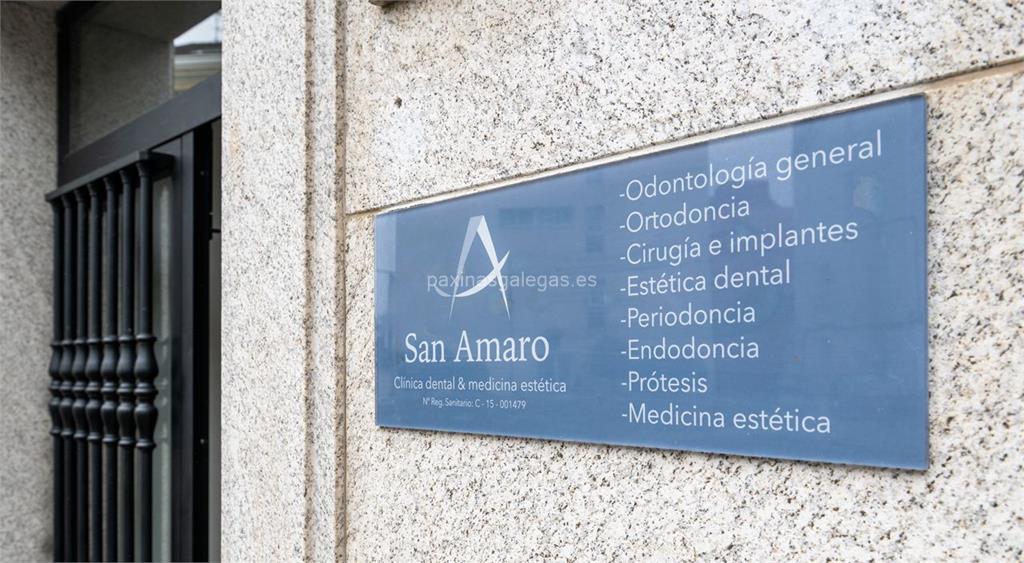 -Odontología general
-Ortodoncia
-Cirugía e implantes
-Estética dental
-Periodoncia
-Endodoncia
-Prótesis
-Medicina estética
San Amaro
Clínica dental & medicina estética
Nº Reg. Sanitario: C - 15 - 001479
paxinasgalegas.es